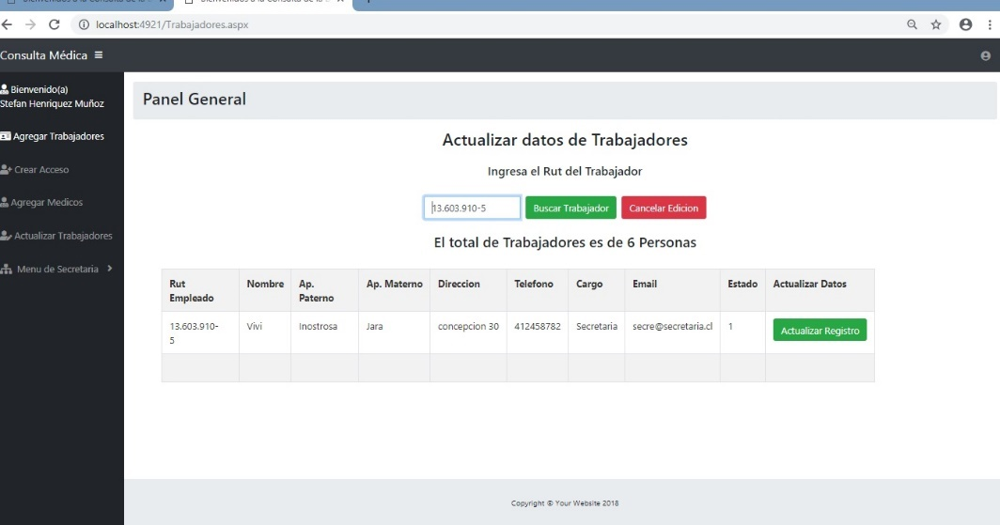 localhost:4921/Trabajadores.aspx
Consulta Médica
Bienvenido(a)
Stefan Henriquez Muñoz
Agregar Trabajadores
Crear Acceso
Agregar Medicos
Actualizar Trabajadores
Menu de Secretaria
Panel General
Actualizar datos de Trabajadores
Ingresa el Rut del Trabajador
13.603.910-5 Buscar Trabajador Cancelar Edicion
El total de Trabajadores es de 6 Personas
Rut Empleado Nombre Ap. Paterno Ap. Materno Direccion Telefono Cargo Email Estado Actualizar Datos
13.603.910-5 Vivi Inostrosa Jara concepcion 30 412458782 Secretaria secre@secretaria.cl 1 Actualizar Registro
Copyright © Your Website 2018